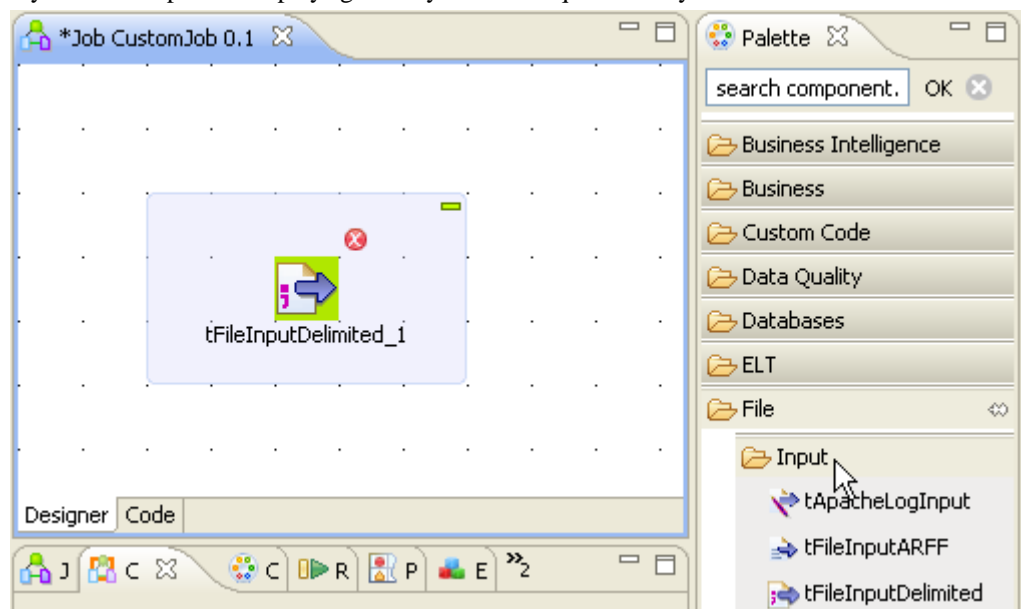 *Job CustomJob 0.1
Palette
search component.
OK
Business Intelligence
Business
Custom Code
Data Quality
Databases
ELT
File
Input
tApacheLogInput
tFileInputARFF
tFileInputDelimited
tFileInputDelimited_1
Designer
Code
J
C
C
R
P
E
»2